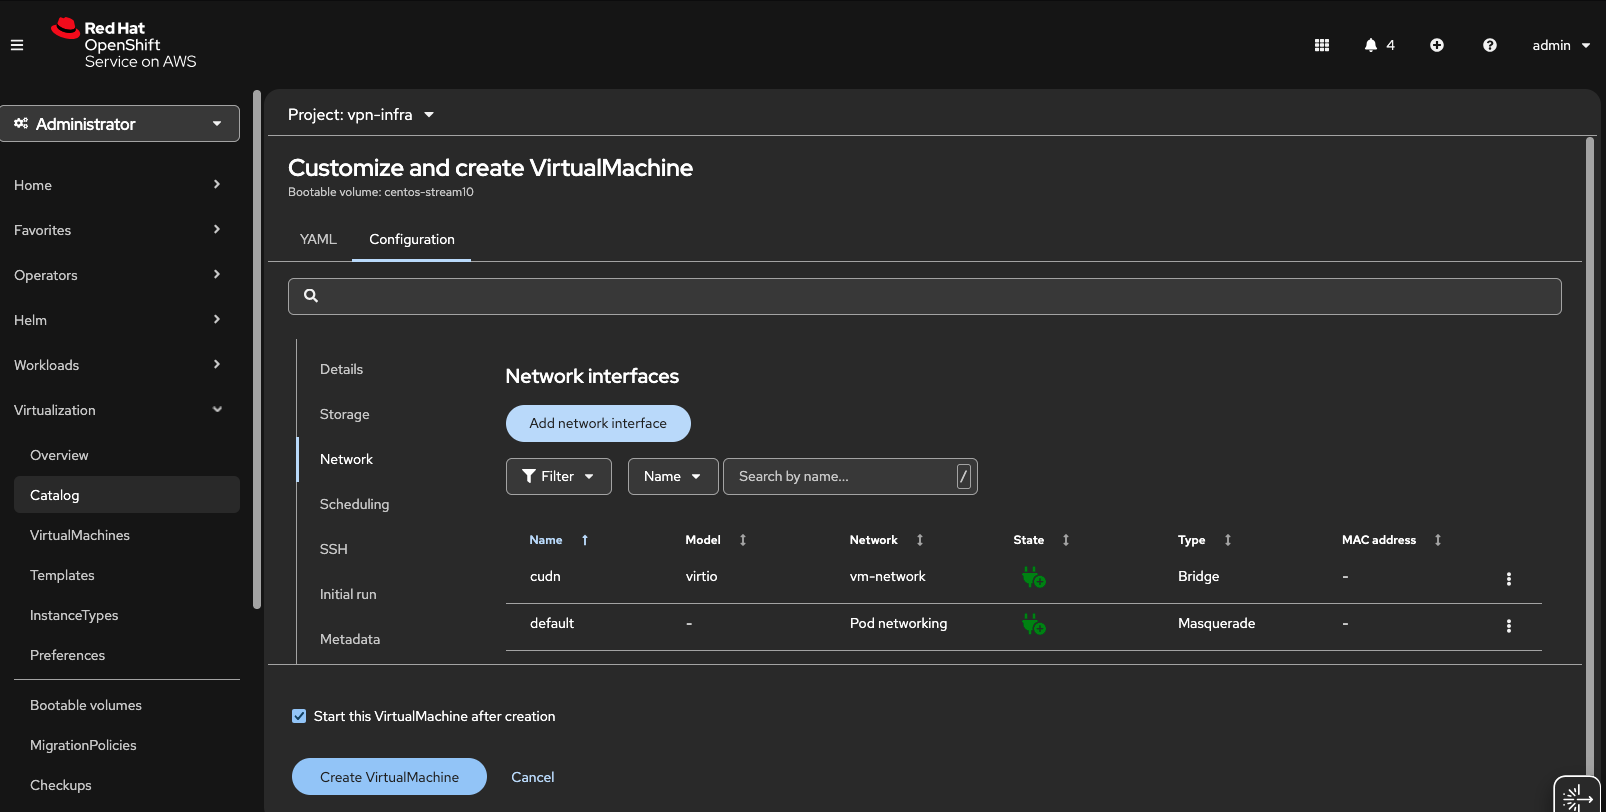 Red Hat
OpenShift
Service on AWS
4
admin
Administrator
Home
Favorites
Operators
Helm
Workloads
Virtualization
Overview
Catalog
VirtualMachines
Templates
InstanceTypes
Preferences
Bootable volumes
MigrationPolicies
Checkups
Project: vpn-infra
Customize and create VirtualMachine
Bootable volume: centos-stream10
YAML Configuration
Details
Storage
Network
Scheduling
SSH
Initial run
Metadata
Network interfaces
Add network interface
Filter Name Search by name... /
Name Model Network State Type MAC address
cudn virtio vm-network Bridge -
default - Pod networking Masquerade -
Start this VirtualMachine after creation
Create VirtualMachine Cancel